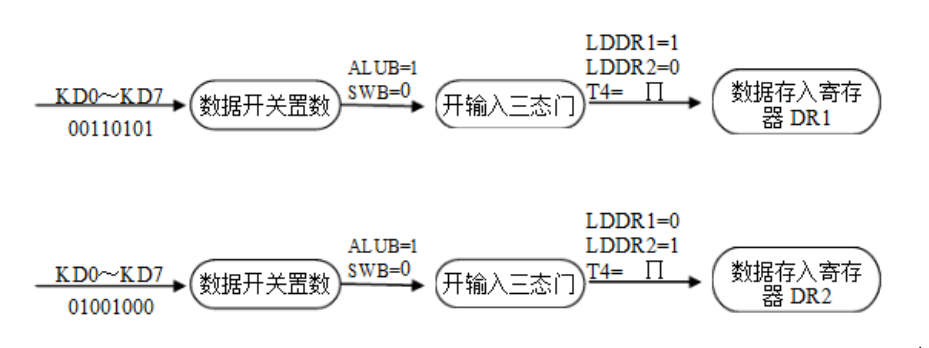 LDDR1=1
ALUB=1 LDDR2=0
KD0～KD7 数据开关置数 SWB=0 开输入三态门 T4= ∏ 数据存入寄存
00110101 器 DR1
LDDR1=0
ALUB=1 LDDR2=1
KD0～KD7 数据开关置数 SWB=0 开输入三态门 T4= ∏ 数据存入寄存
01001000 器 DR2